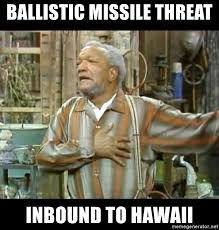 BALLISTIC MISSILE THREAT
INBOUND TO HAWAII
memegenerator.net